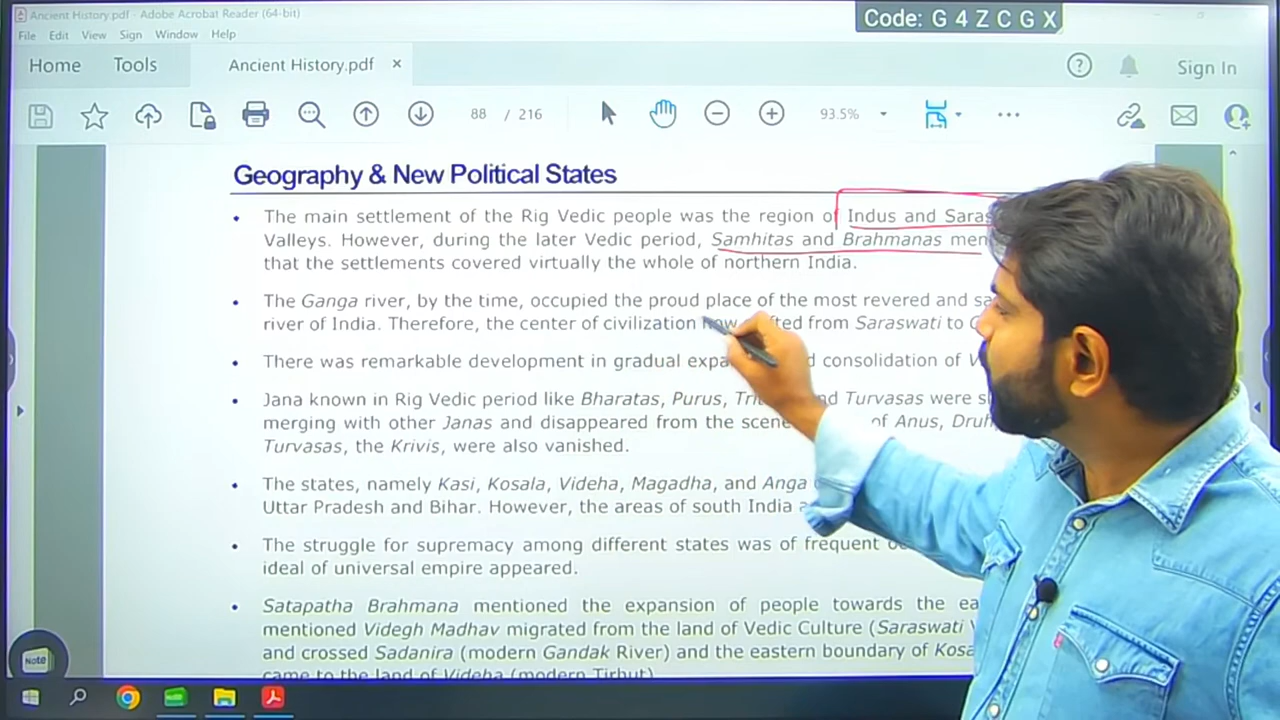 Ancient History.pdf - Adobe Acrobat Reader (64-bit)
Code: G 4 Z C G X
File Edit View Sign Window Help
Home Tools Ancient History.pdf × Sign In
88 / 216 93.5%
Geography & New Political States
• The main settlement of the Rig Vedic people was the region of Indus and
Valleys. However, during the later Vedic period, Samhitas and Brahmanas
that the settlements covered virtually the whole of northern India.
• The Ganga river, by the time, occupied the proud place of the most revered and
river of India. Therefore, the center of civilization from Saraswati to
• There was remarkable development in gradual consolidation of
• Jana known in Rig Vedic period like Bharatas, Purus, Turvasas were
merging with other Janas and disappeared from the scene of Anus,
Turvasas, the Krivis, were also vanished.
• The states, namely Kasi, Kosala, Videha, Magadha, and Anga
Uttar Pradesh and Bihar. However, the areas of south India
• The struggle for supremacy among different states was of frequent
ideal of universal empire appeared.
• Satapatha Brahmana mentioned the expansion of people towards the
mentioned Videgh Madhav migrated from the land of Vedic Culture (Saraswati
and crossed Sadanira (modern Gandak River) and the eastern boundary of
came to the land of Videha (modern Tirhut)
Note